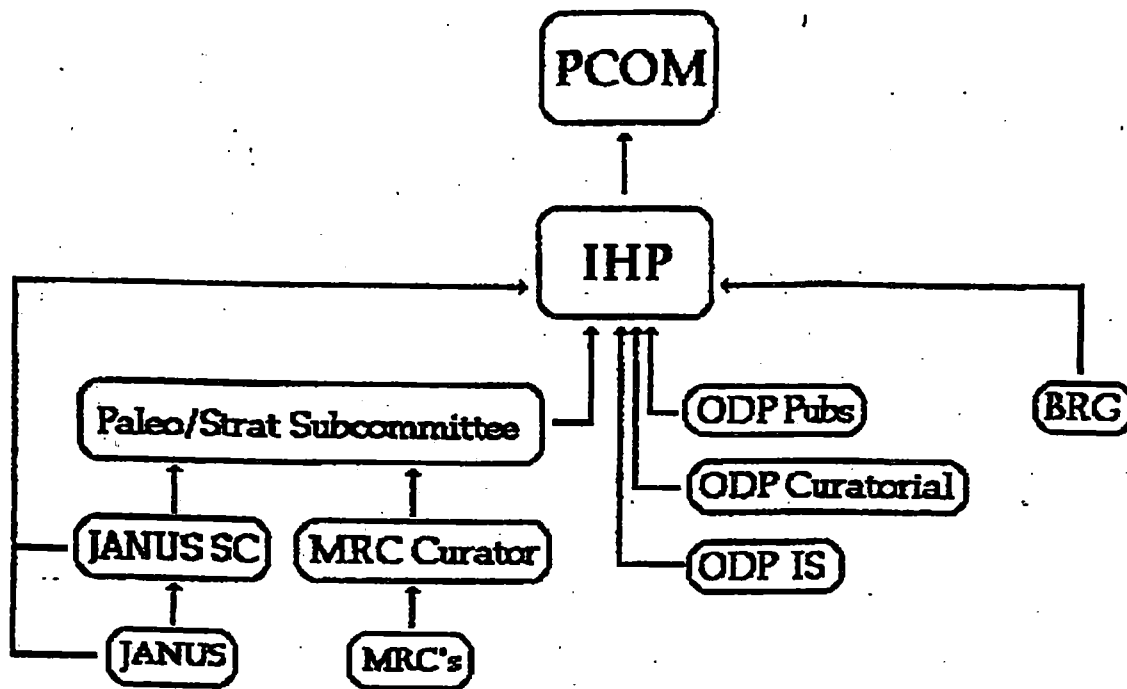 PCOM
IHP
Paleo/Strat Subcommittee
ODP Pubs
BRG
ODP Curatorial
JANUS SC
MRC Curator
ODP IS
JANUS
MRC's